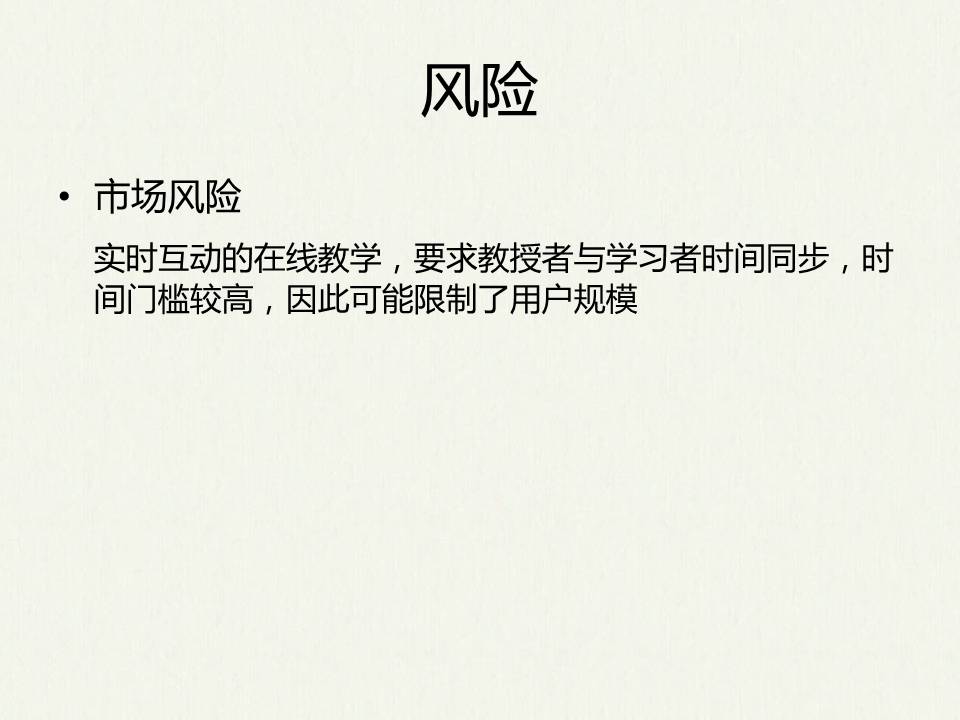 风险
• 市场风险
实时互动的在线教学，要求教授者与学习者时间同步，时
间门槛较高，因此可能限制了用户规模